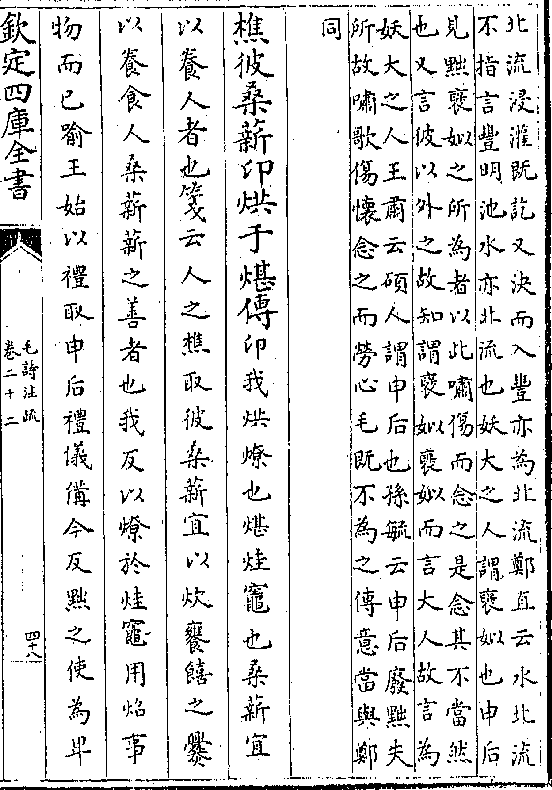 北流浸灌既訖又決而入豐亦為北流鄭直云水北流
不指言豐明池水亦北流也妖大之人謂褒姒也申后
見黜褒姒之所為者以此嘯傷而念之是念其不當然
也又言彼以外之故知謂褒姒褒姒而言大人故言為
妖大之人王肅云碩人謂申后也孫毓云申后廢黜失
所故嘯歌傷懷念之而勞心毛既不為之傳意當與鄭
同
樵彼桑薪卬烘于煁傳卬我烘燎也煁烓竈也桑薪宜
以養人者也箋云人之樵取彼桑薪宜以炊饔饎之爨
以養食人桑薪薪之善者也我反以燎於烓竈用炤事
物而已喻王始以禮取申后禮儀備今反黜之使為卑
欽定四庫全書
毛詩注疏
卷二十二
四十八